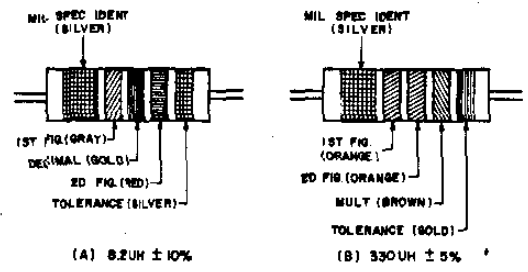 MIL SPEC IDENT
(SILVER)
1ST FIG.(GRAY)
DECIMAL (GOLD)
2D FIG.(RED)
TOLERANCE (SILVER)
(A) 8.2UH ± 10%
MIL SPEC IDENT
(SILVER)
1ST FIG.
(ORANGE)
2D FIG.(ORANGE)
MULT (BROWN)
TOLERANCE (GOLD)
(B) 330UH ± 5%